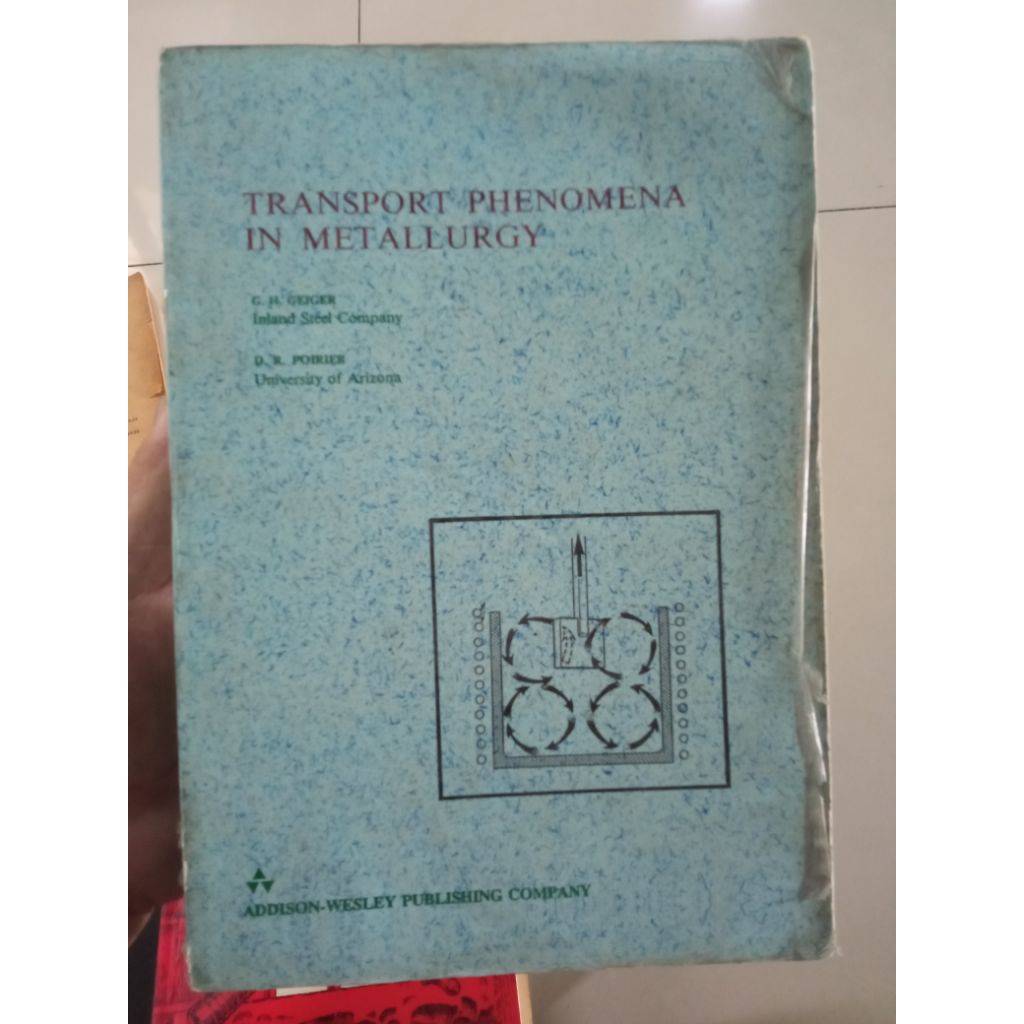 TRANSPORT PHENOMENA
IN METALLURGY
G. H. GEIGER
Inland Steel Company
D. R. POIRIER
University of Arizona
ADDISON-WESLEY PUBLISHING COMPANY